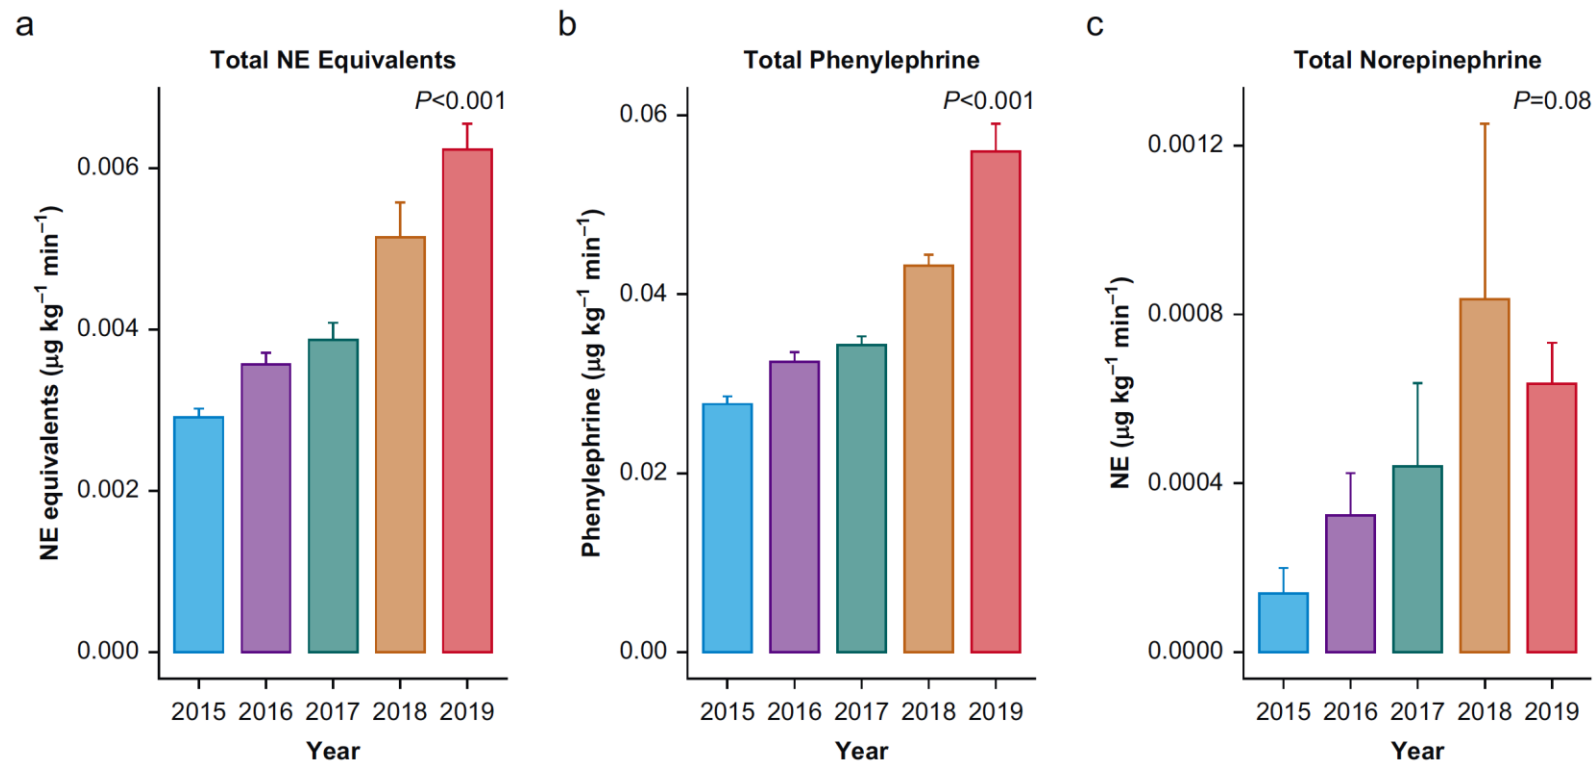 a
Total NE Equivalents
P<0.001
NE equivalents (μg kg⁻¹ min⁻¹)
0.006
0.004
0.002
0.000
2015 2016 2017 2018 2019
Year
b
Total Phenylephrine
P<0.001
Phenylephrine (μg kg⁻¹ min⁻¹)
0.06
0.04
0.02
0.00
2015 2016 2017 2018 2019
Year
c
Total Norepinephrine
P=0.08
NE (μg kg⁻¹ min⁻¹)
0.0012
0.0008
0.0004
0.0000
2015 2016 2017 2018 2019
Year